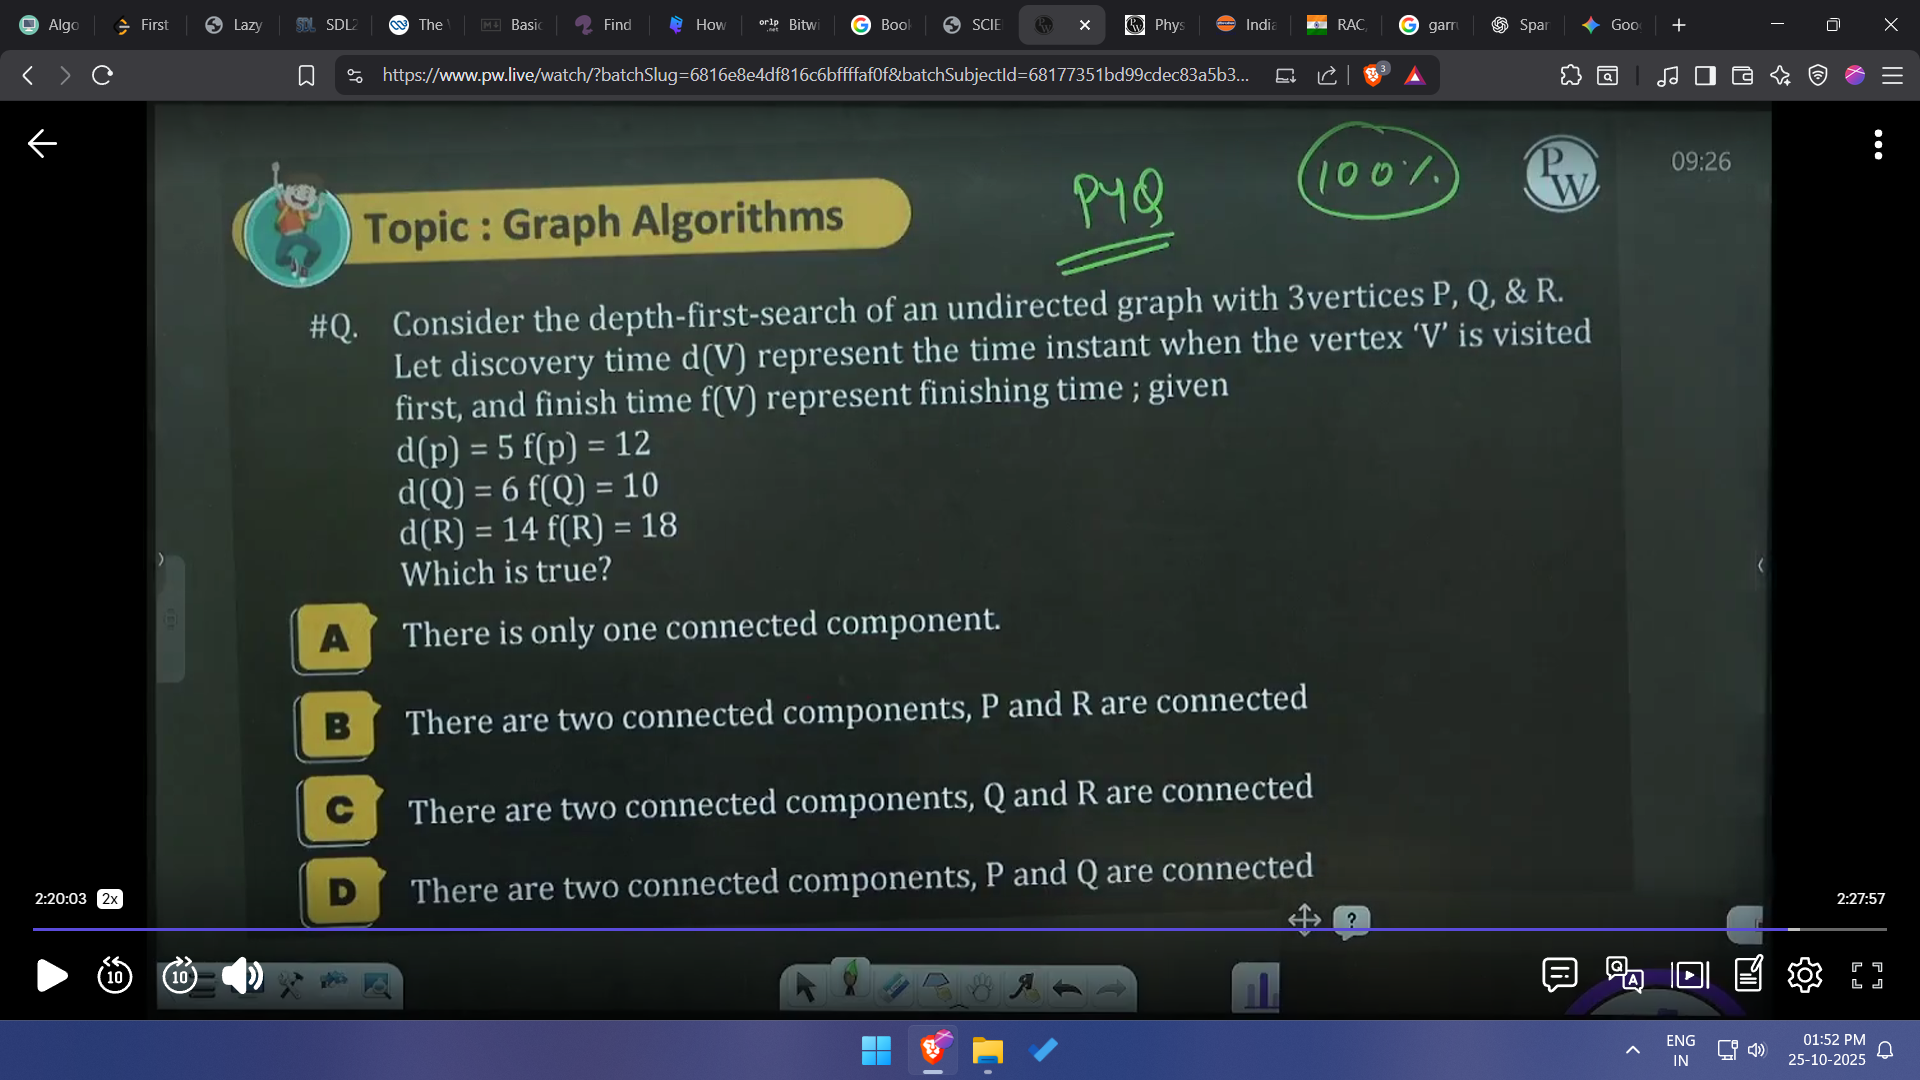 Algo
First
Lazy
SDL2
The
Basic
Find
How
Bitwi
Book
SCIE
Phys
India
RAC,
garr
Spar
Goo
https://www.pw.live/watch/?batchSlug=6816e8e4df816c6bffffaf0f&batchSubjectId=68177351bd99cdec83a5b3...
3
PYQ
100%
PW
09:26
Topic : Graph Algorithms
#Q. Consider the depth-first-search of an undirected graph with 3vertices P, Q, & R.
Let discovery time d(V) represent the time instant when the vertex ‘V’ is visited
first, and finish time f(V) represent finishing time ; given
d(p) = 5 f(p) = 12
d(Q) = 6 f(Q) = 10
d(R) = 14 f(R) = 18
Which is true?
A There is only one connected component.
B There are two connected components, P and R are connected
C There are two connected components, Q and R are connected
D There are two connected components, P and Q are connected
2:20:03 2x
2:27:57
10
10
ENG
IN
01:52 PM
25-10-2025